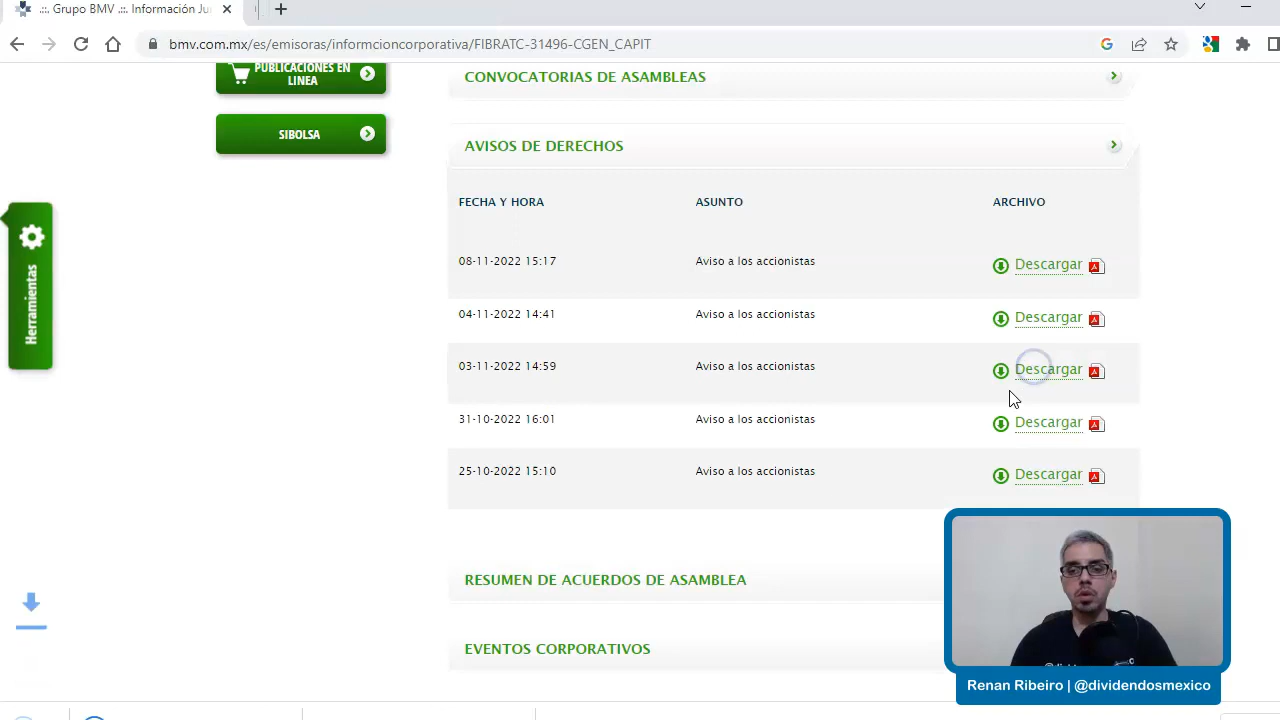 .::. Grupo BMV .::. Información Ju
bmv.com.mx/es/emisoras/informcioncorporativa/FIBRATC-31496-CGEN_CAPIT
PUBLICACIONES EN
LINEA
SIBOLSA
Herramientas
CONVOCATORIAS DE ASAMBLEAS
AVISOS DE DERECHOS
FECHA Y HORA ASUNTO ARCHIVO
08-11-2022 15:17 Aviso a los accionistas Descargar
04-11-2022 14:41 Aviso a los accionistas Descargar
03-11-2022 14:59 Aviso a los accionistas Descargar
31-10-2022 16:01 Aviso a los accionistas Descargar
25-10-2022 15:10 Aviso a los accionistas Descargar
RESUMEN DE ACUERDOS DE ASAMBLEA
EVENTOS CORPORATIVOS
Renan Ribeiro | @dividendosmexico